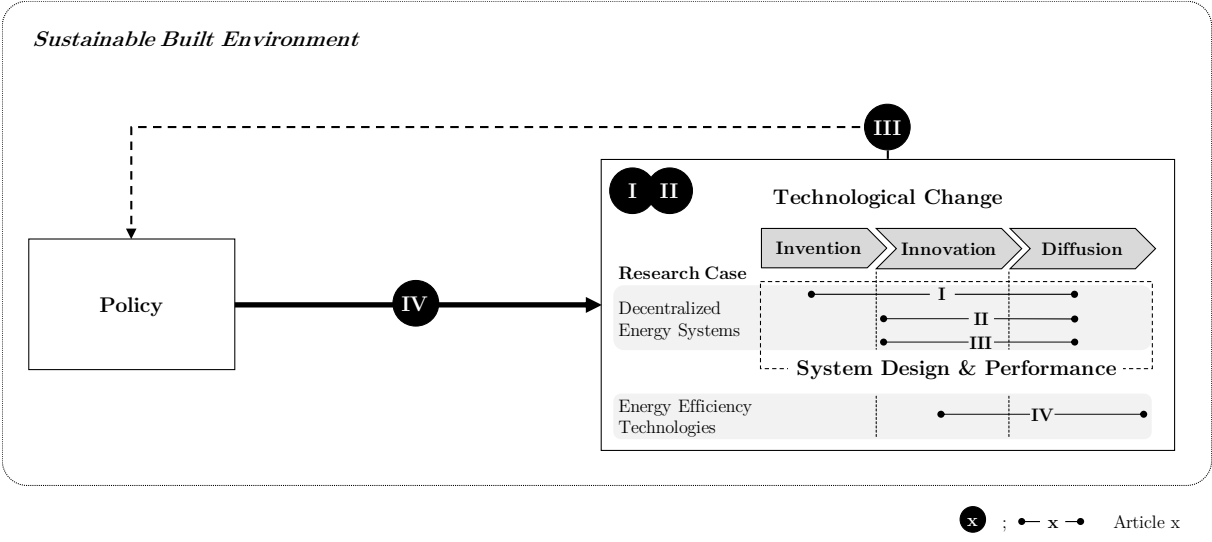 Sustainable Built Environment
III
I II
Technological Change
Invention Innovation Diffusion
Research Case
Policy
IV
Decentralized
Energy Systems
I
II
III
System Design & Performance
Energy Efficiency
Technologies
IV
x ; x Article x